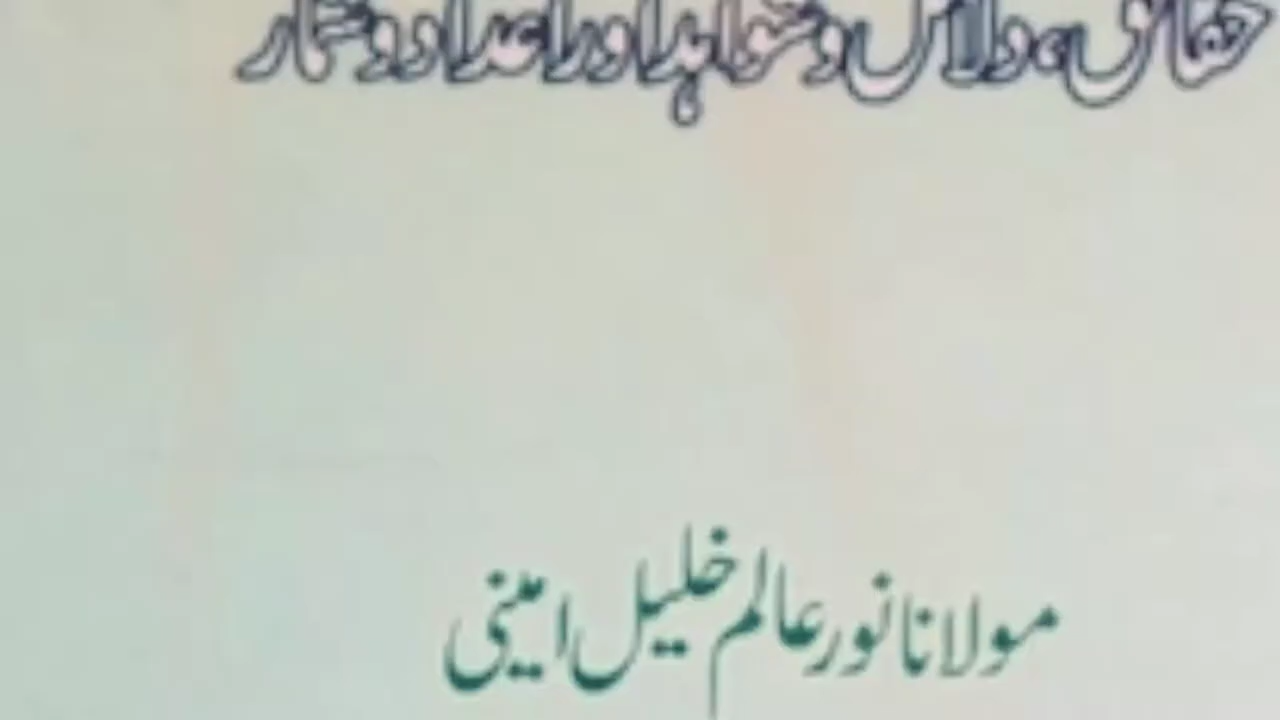 حقائق، دلائل و شواہد اور اعداد و شمار
مولانا نور عالم خلیل امینی